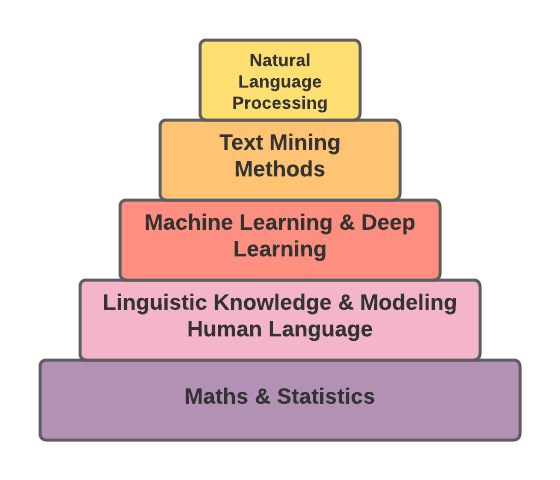 Natural
Language
Processing
Text Mining
Methods
Machine Learning & Deep
Learning
Linguistic Knowledge & Modeling
Human Language
Maths & Statistics